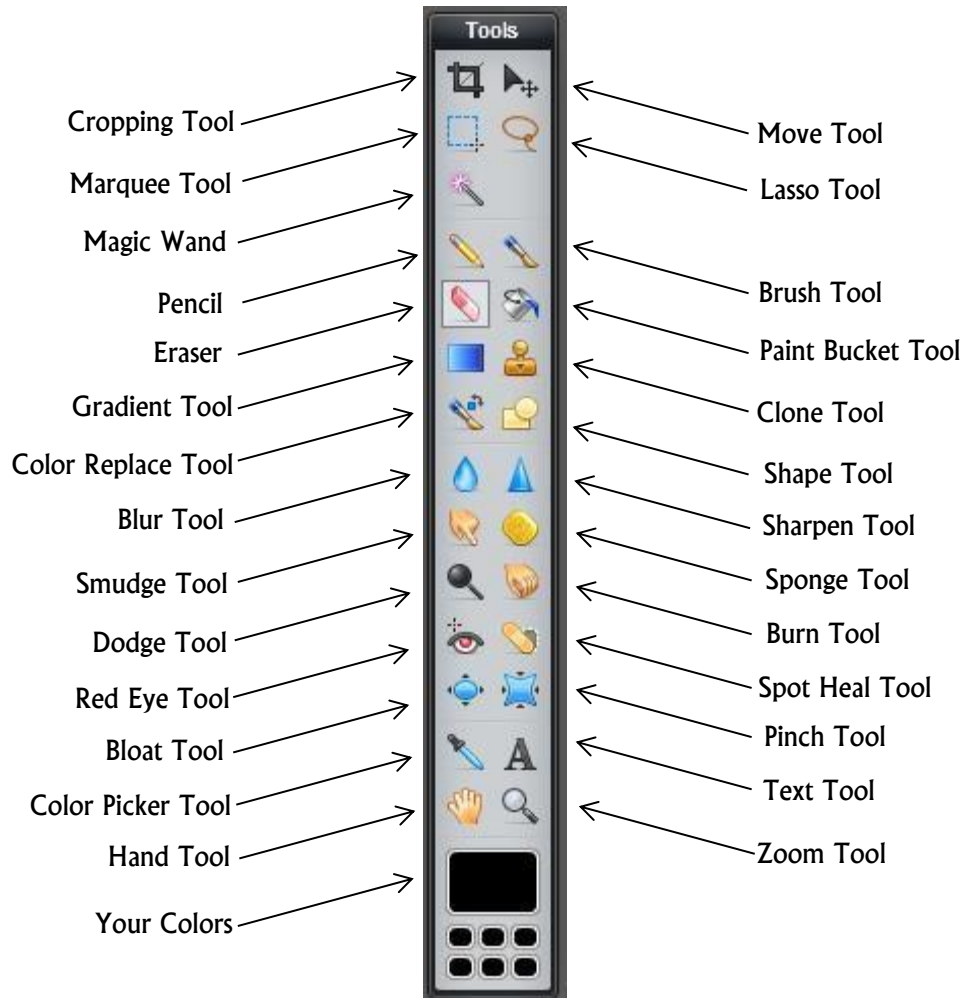 Tools
Cropping Tool
Move Tool
Marquee Tool
Lasso Tool
Magic Wand
Pencil
Brush Tool
Eraser
Paint Bucket Tool
Gradient Tool
Clone Tool
Color Replace Tool
Shape Tool
Blur Tool
Sharpen Tool
Smudge Tool
Sponge Tool
Dodge Tool
Burn Tool
Red Eye Tool
Spot Heal Tool
Bloat Tool
Pinch Tool
A
Color Picker Tool
Text Tool
Hand Tool
Zoom Tool
Your Colors